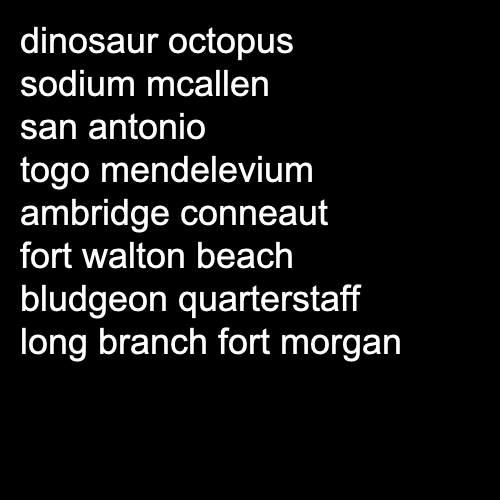 dinosaur octopus
sodium mcallen
san antonio
togo mendelevium
ambridge conneaut
fort walton beach
bludgeon quarterstaff
long branch fort morgan